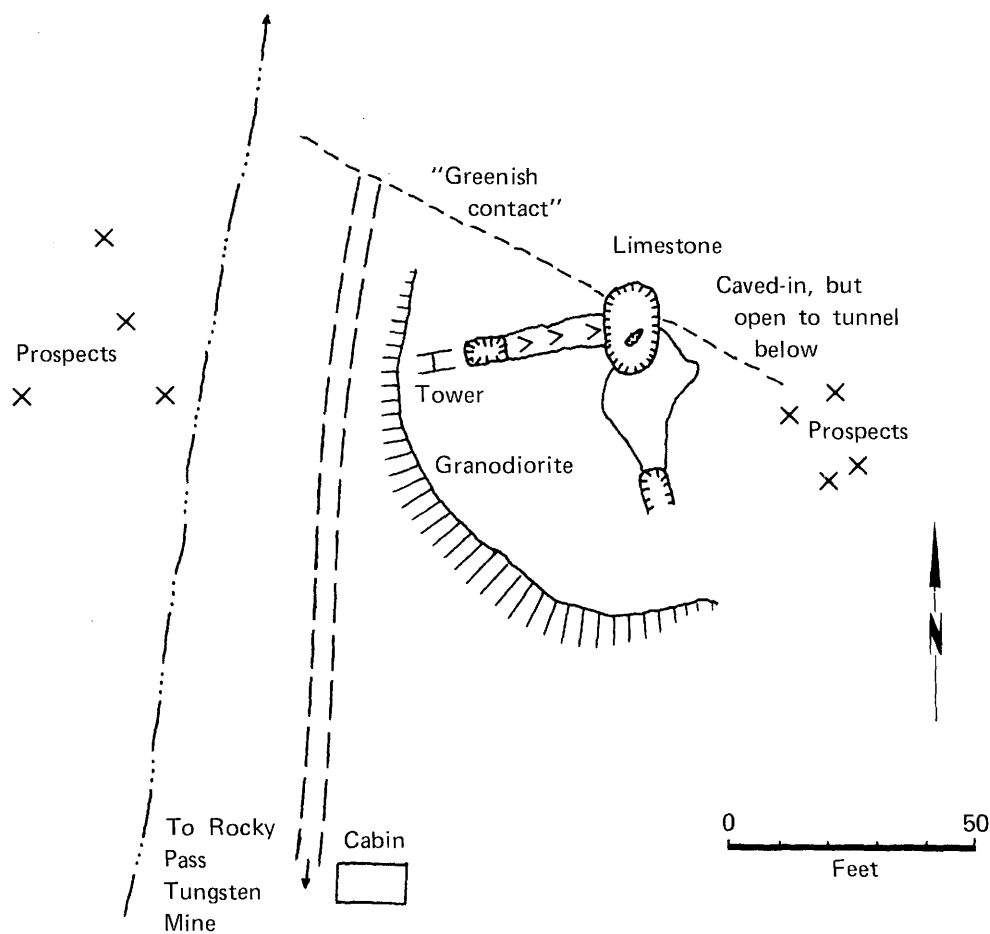 "Greenish
contact"
Limestone
Caved-in, but
open to tunnel
below
Prospects
Tower
Prospects
Granodiorite
N
To Rocky
Pass
Tungsten
Mine
Cabin
0 50
Feet